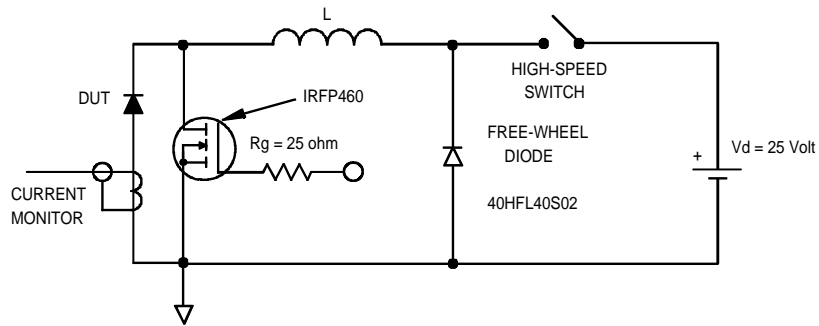 L
HIGH-SPEED
SWITCH
DUT
IRFP460
Rg = 25 ohm
FREE-WHEEL
DIODE
Vd = 25 Volt
+
CURRENT
MONITOR
40HFL40S02